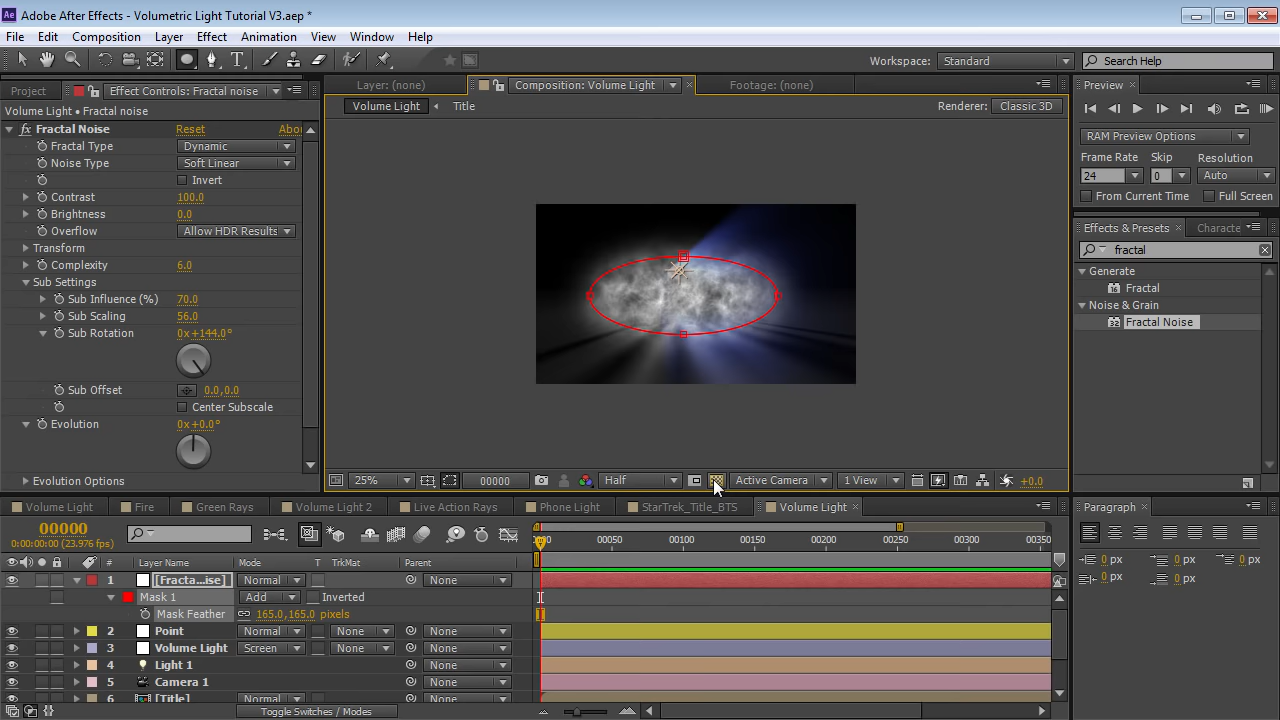 Adobe After Effects - Volumetric Light Tutorial V3.aep *
File Edit Composition Layer Effect Animation View Window Help
Workspace: Standard Search Help
Project Effect Controls: Fractal noise
Layer: (none) Composition: Volume Light Footage: (none)
Preview
Volume Light • Fractal noise
Volume Light Title Renderer: Classic 3D
Fractal Noise Reset Abo
Fractal Type Dynamic
Noise Type Soft Linear
Invert
Contrast 100.0
Brightness 0.0
Overflow Allow HDR Results
Transform
Complexity 6.0
Sub Settings
Sub Influence (%) 70.0
Sub Scaling 56.0
Sub Rotation 0x+144.0°
Sub Offset 0.0,0.0
Center Subscale
Evolution 0x+0.0°
Evolution Options
RAM Preview Options
Frame Rate Skip Resolution
24 0 Auto
From Current Time Full Screen
Effects & Presets Characte
fractal
Generate
Fractal
Noise & Grain
32 Fractal Noise
25% 00000 Half Active Camera 1 View +0.0
Volume Light Fire Green Rays Volume Light 2 Live Action Rays Phone Light StarTrek_Title_BTS Volume Light
Paragraph
00000
0:00:00:00 (23.976 fps)
00050 00100 00150 00200 00250 00300 00350
# Layer Name Mode T TrkMat Parent
1 [Fracta...ise] Normal None
Mask 1 Add Inverted
Mask Feather 165.0,165.0 pixels
2 Point Normal None None
3 Volume Light Screen None None
4 Light 1 None
5 Camera 1 None
6 [Title] Normal None None
Toggle Switches / Modes
0 px 0 px 0 px
0 px 0 px